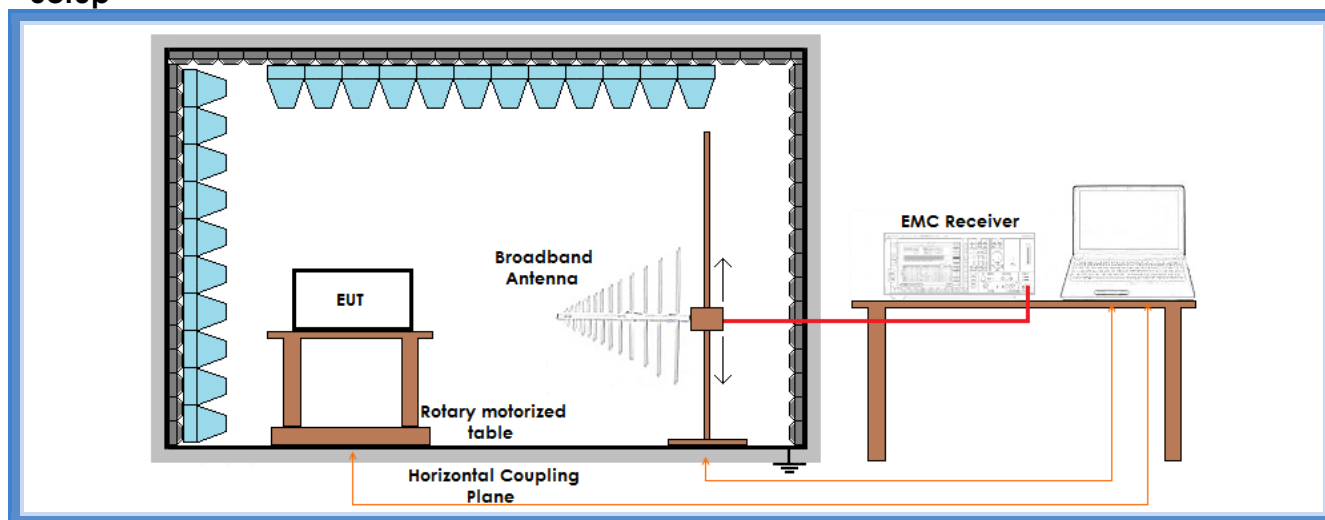 EMC Receiver
Broadband
Antenna
EUT
Rotary motorized
table
Horizontal Coupling
Plane